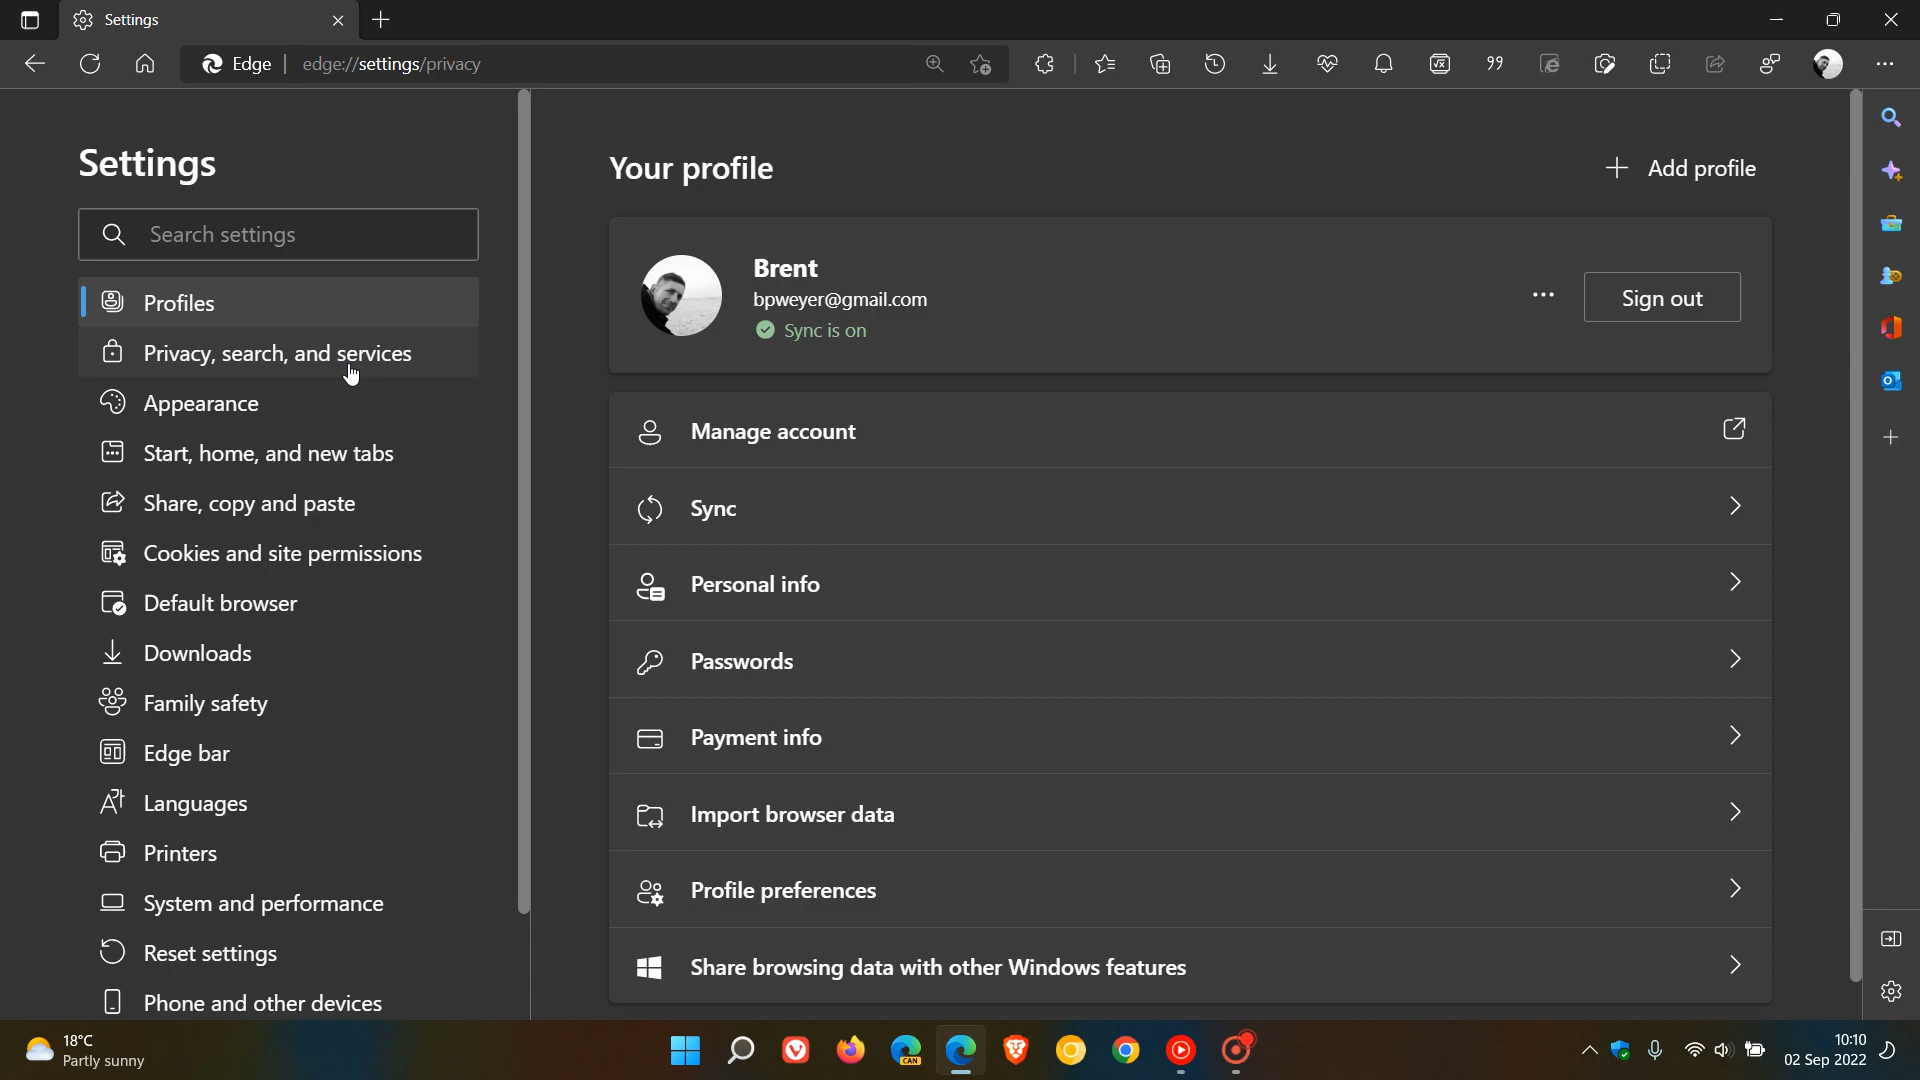 Settings
Edge
edge://settings/privacy
Settings
Search settings
Profiles
Privacy, search, and services
Appearance
Start, home, and new tabs
Share, copy and paste
Cookies and site permissions
Default browser
Downloads
Family safety
Edge bar
Languages
Printers
System and performance
Reset settings
Phone and other devices
Your profile
Add profile
Brent
bpweyer@gmail.com
Sync is on
Sign out
Manage account
Sync
Personal info
Passwords
Payment info
Import browser data
Profile preferences
Share browsing data with other Windows features
18°C
Partly sunny
CAN
10:10
02 Sep 2022